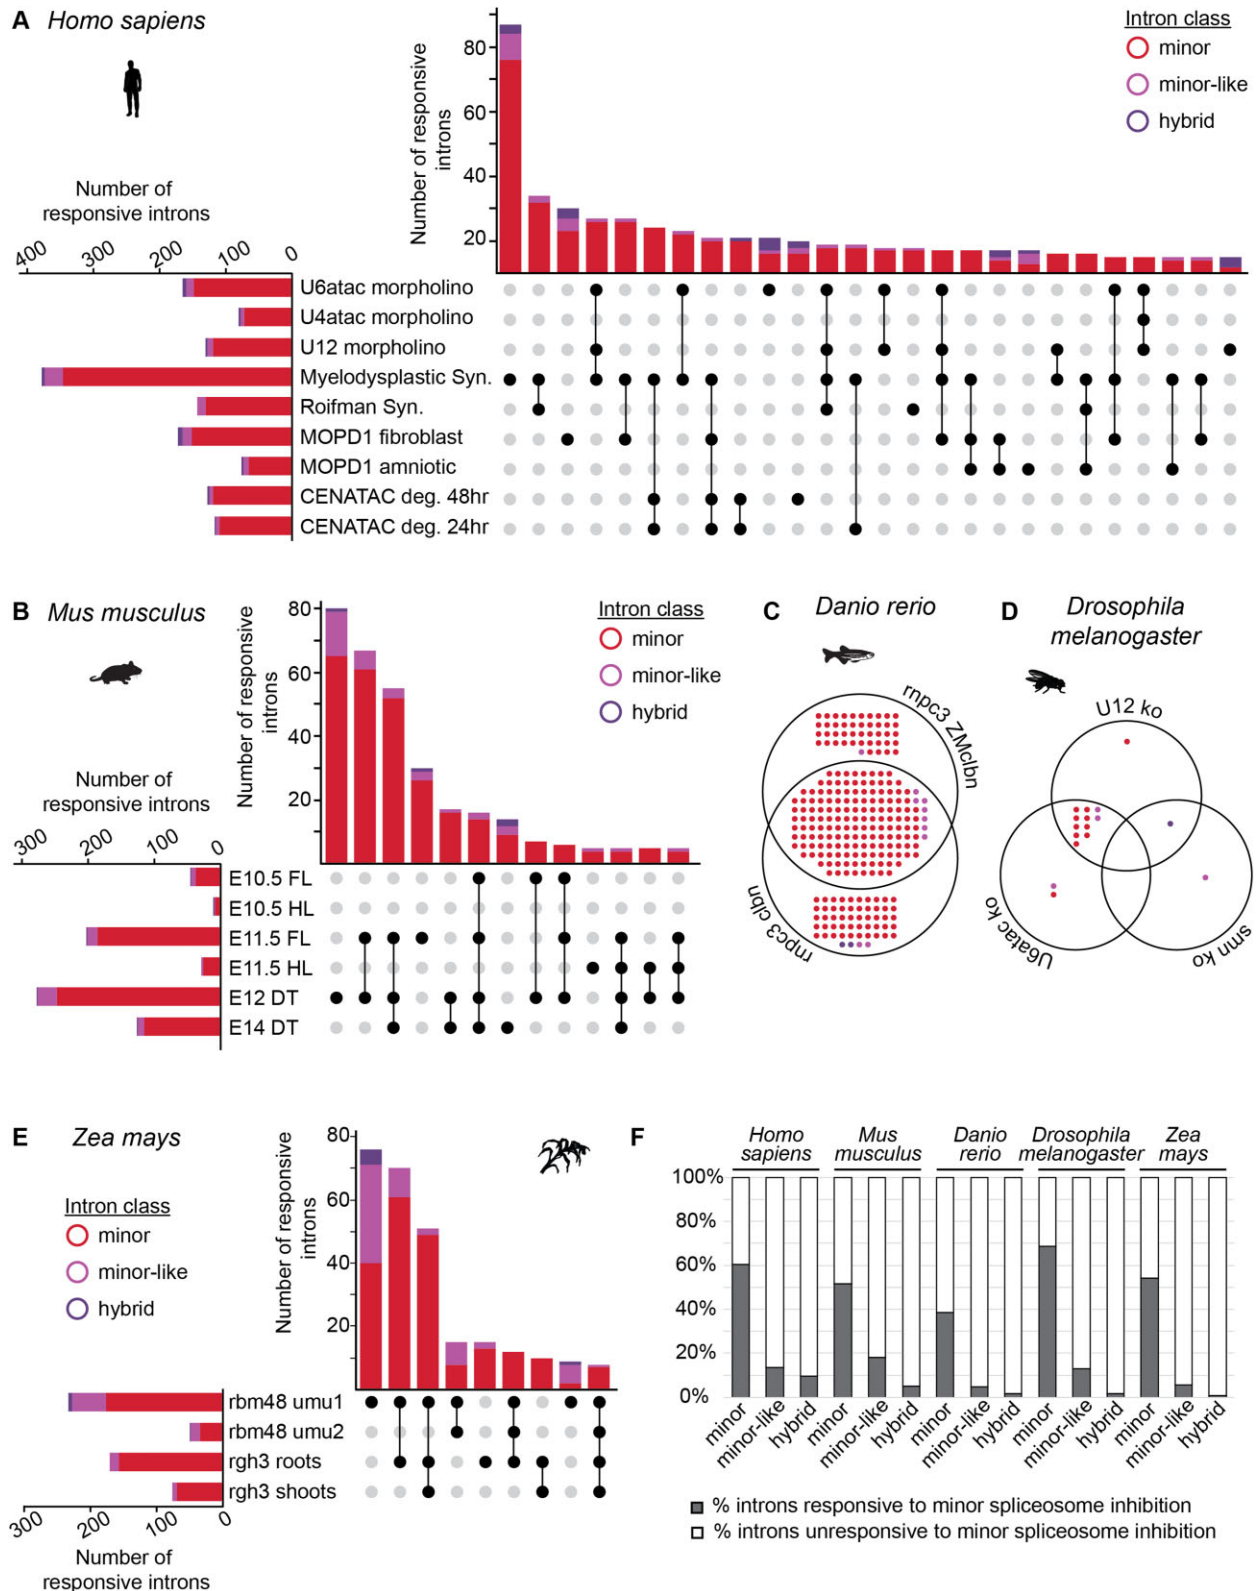 A Homo sapiens
Number of responsive
introns
80
60
40
20
Intron class
minor
minor-like
hybrid
Number of
responsive introns
400 300 200 100 0
U6atac morpholino
U4atac morpholino
U12 morpholino
Myelodysplastic Syn.
Roifman Syn.
MOPD1 fibroblast
MOPD1 amniotic
CENATAC deg. 48hr
CENATAC deg. 24hr
B Mus musculus
Number of responsive
introns
80
60
40
20
Intron class
minor
minor-like
hybrid
Number of
responsive introns
300 200 100 0
E10.5 FL
E10.5 HL
E11.5 FL
E11.5 HL
E12 DT
E14 DT
C Danio rerio
rnpc3 ZMclbn
rnpc3 clbn
D Drosophila
melanogaster
U12 ko
U6atac ko
smn ko
E Zea mays
Intron class
minor
minor-like
hybrid
Number of responsive
introns
80
60
40
20
rbm48 umu1
rbm48 umu2
rgh3 roots
rgh3 shoots
300 200 100 0
Number of
responsive introns
F
Homo
sapiens
Mus
musculus
Danio
rerio
Drosophila
melanogaster
Zea
mays
100%
80%
60%
40%
20%
0%
minor minor-like hybrid minor minor-like hybrid minor minor-like hybrid minor minor-like hybrid minor minor-like hybrid
% introns responsive to minor spliceosome inhibition
% introns unresponsive to minor spliceosome inhibition